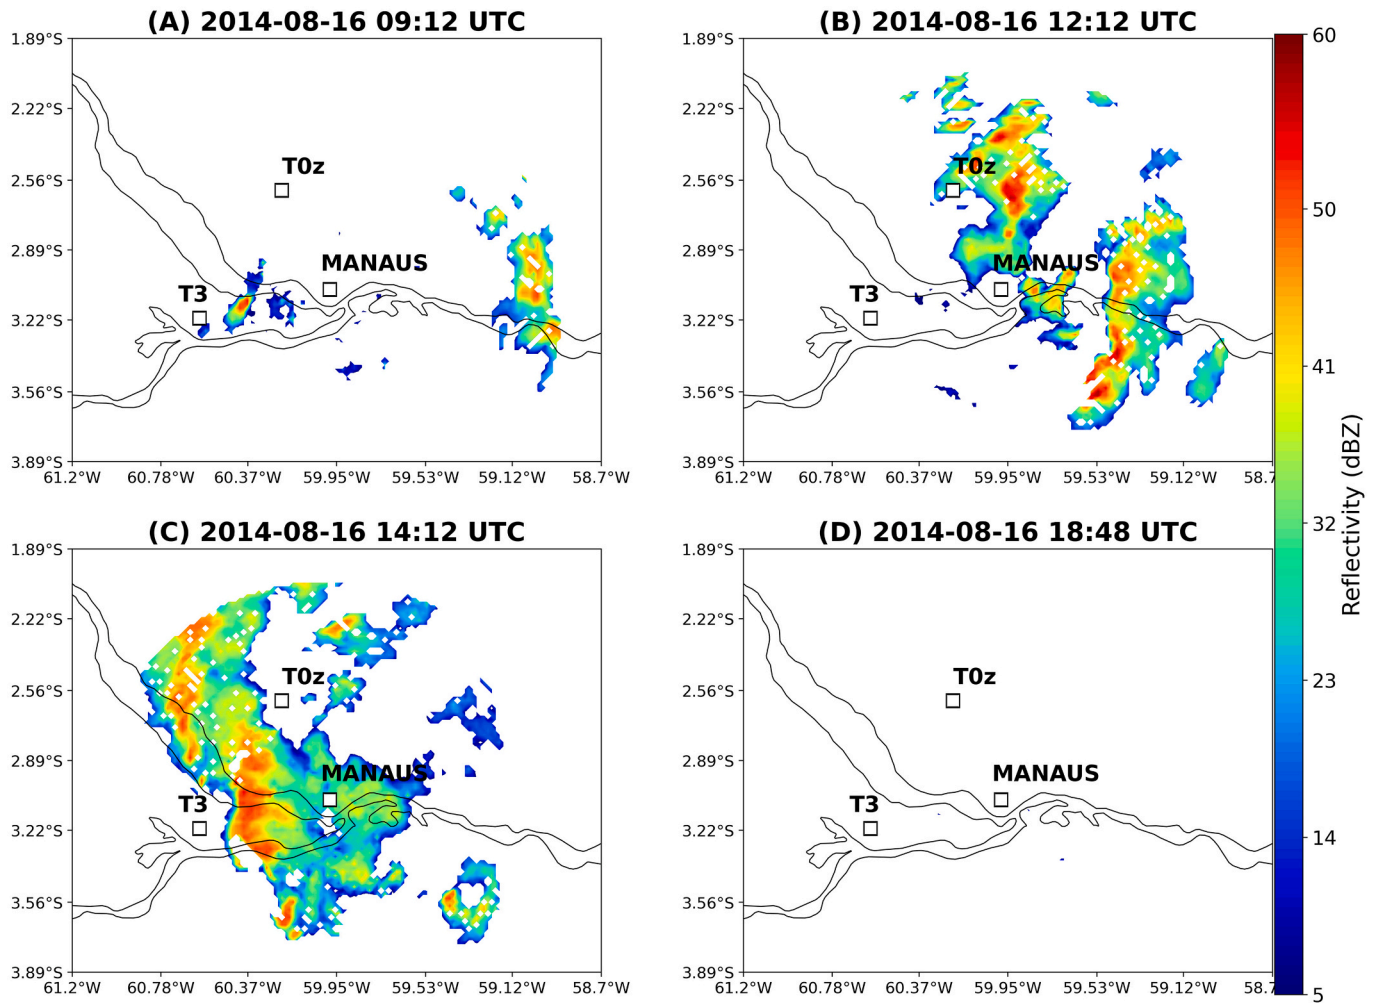 (A) 2014-08-16 09:12 UTC
1.89°S
2.22°S
2.56°S
2.89°S
3.22°S
3.56°S
3.89°S
T0z
MANAUS
T3
61.2°W 60.78°W 60.37°W 59.95°W 59.53°W 59.12°W 58.7°W
(B) 2014-08-16 12:12 UTC
1.89°S
2.22°S
2.56°S
2.89°S
3.22°S
3.56°S
3.89°S
T0z
MANAUS
T3
61.2°W 60.78°W 60.37°W 59.95°W 59.53°W 59.12°W 58.7
(C) 2014-08-16 14:12 UTC
1.89°S
2.22°S
2.56°S
2.89°S
3.22°S
3.56°S
3.89°S
T0z
MANAUS
T3
61.2°W 60.78°W 60.37°W 59.95°W 59.53°W 59.12°W 58.7°W
(D) 2014-08-16 18:48 UTC
1.89°S
2.22°S
2.56°S
2.89°S
3.22°S
3.56°S
3.89°S
T0z
MANAUS
T3
61.2°W 60.78°W 60.37°W 59.95°W 59.53°W 59.12°W 58.7
60
50
41
32
23
14
5
Reflectivity (dBZ)